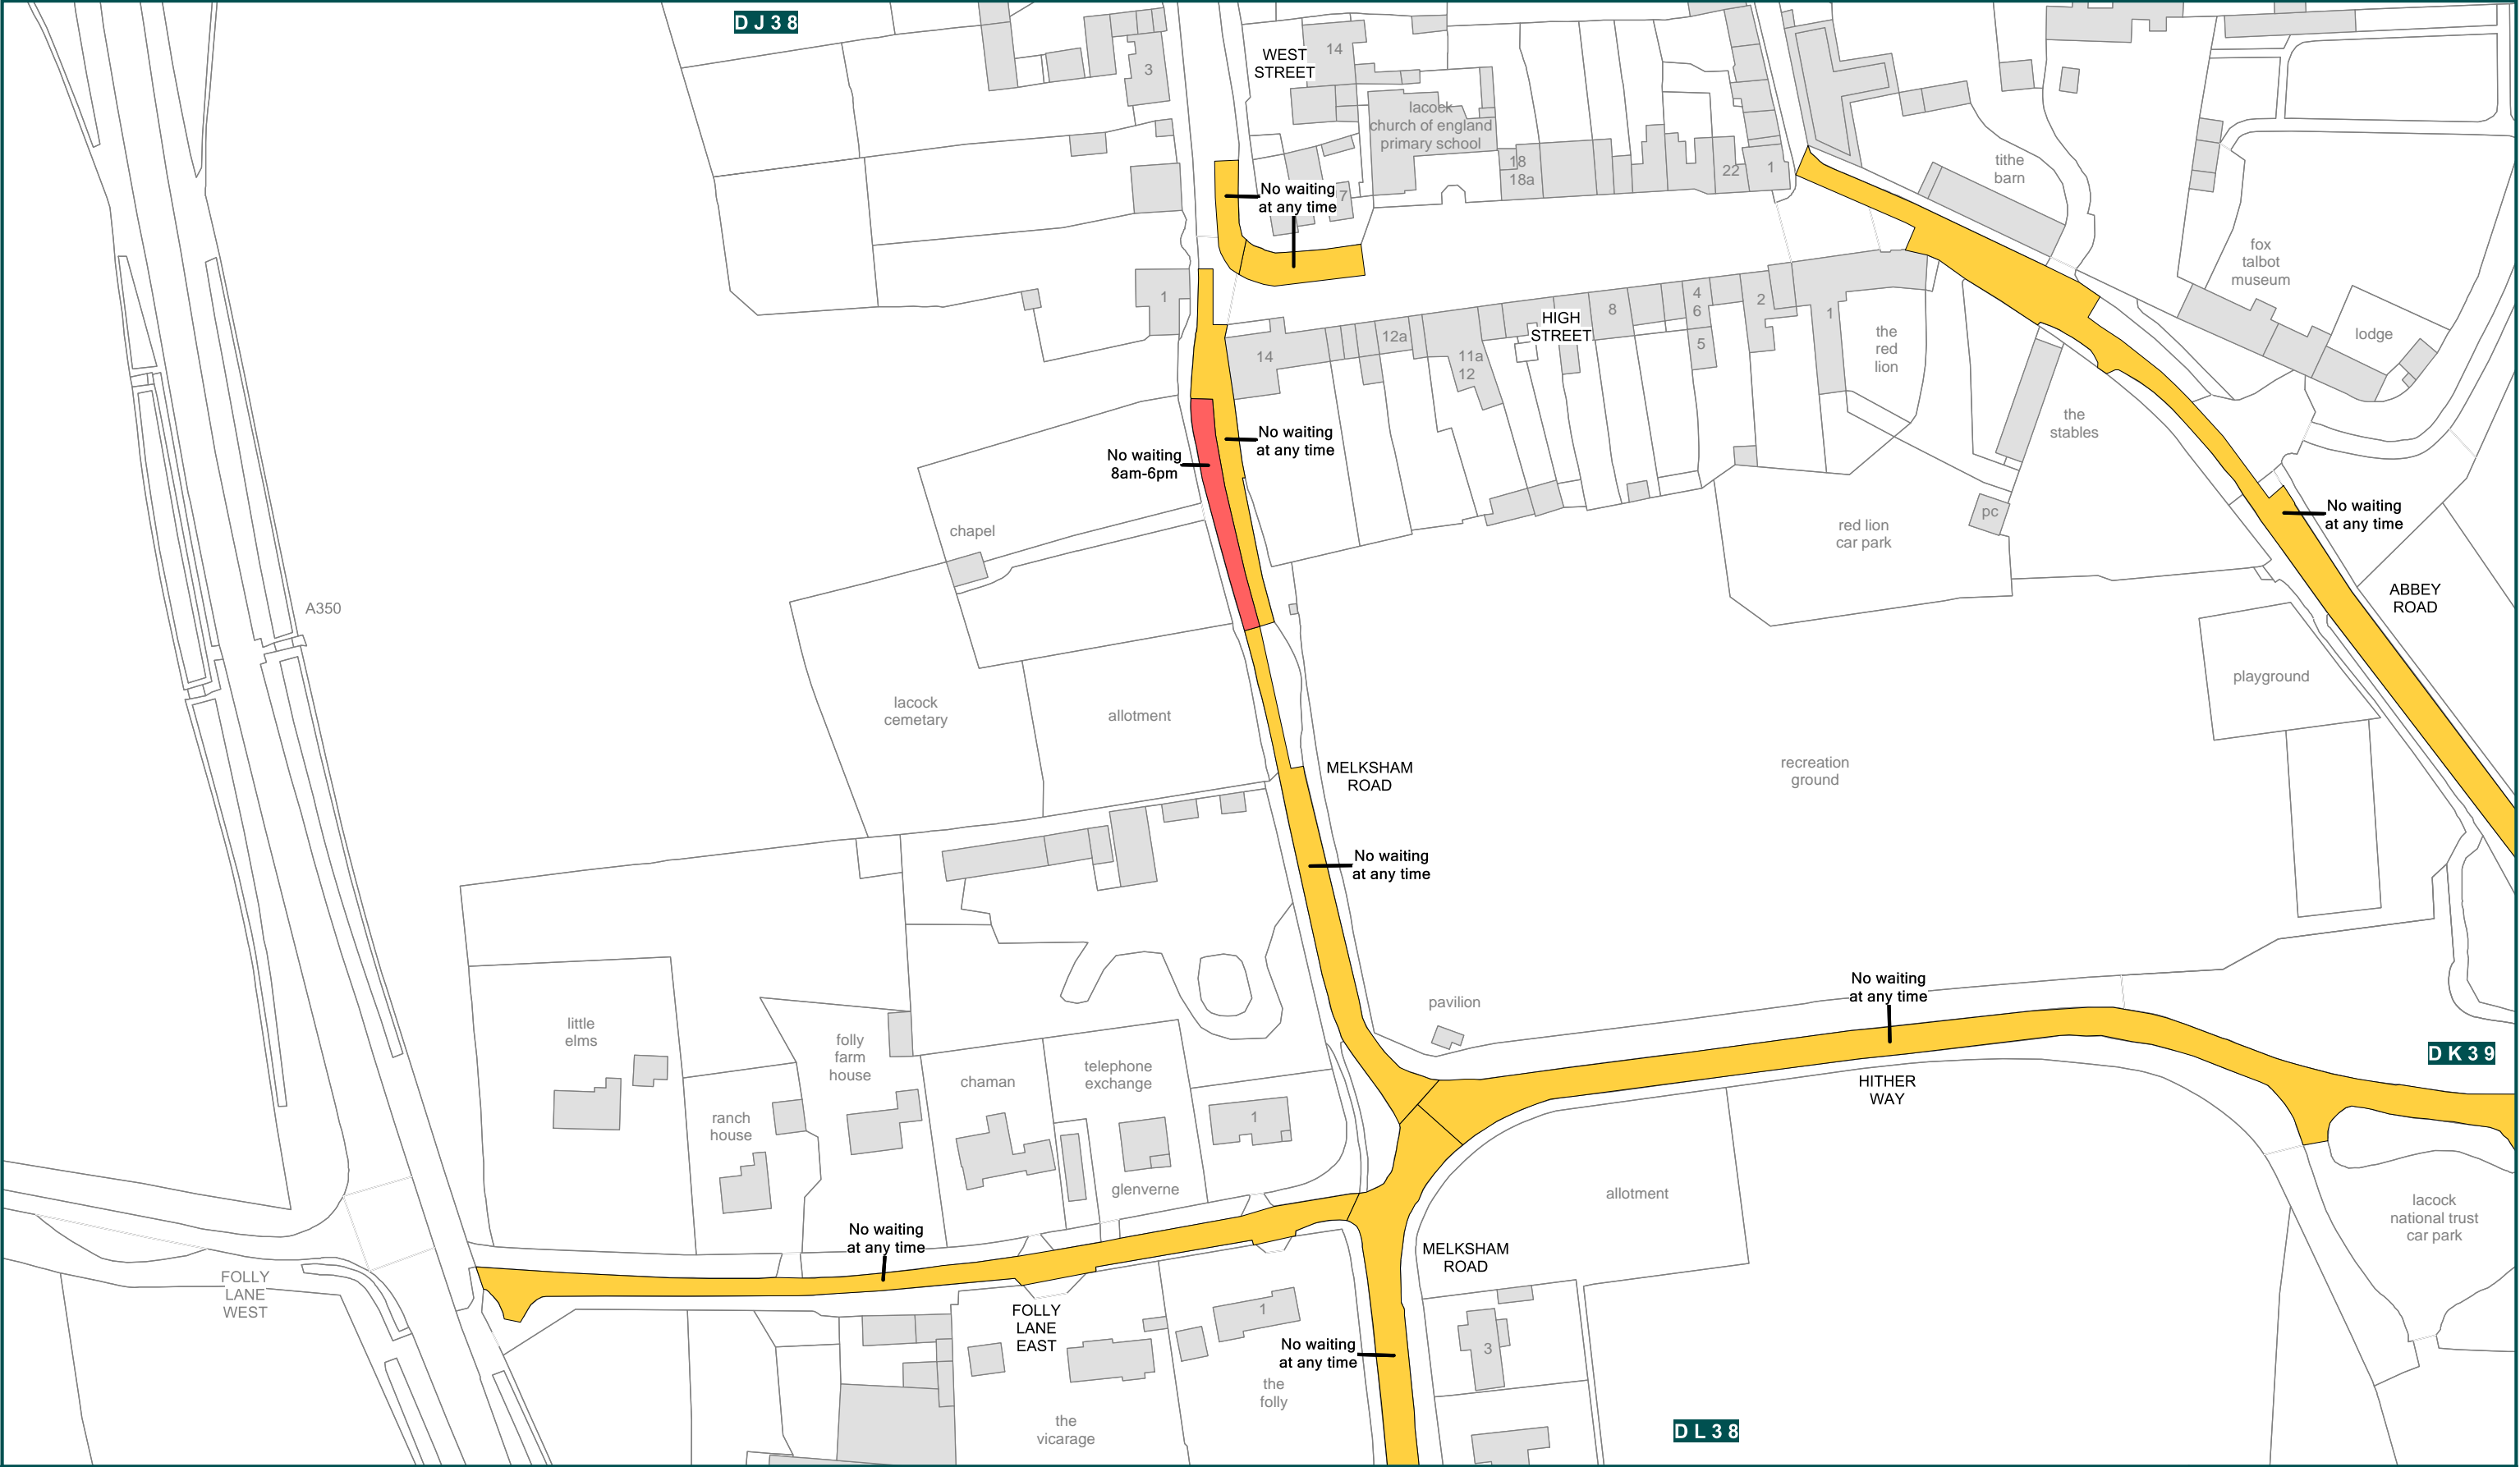 DJ38
WEST
STREET
14
3
lacock
church of england
primary school
18
18a
22
1
7
No waiting
at any time
tithe
barn
fox
talbot
museum
lodge
1
14
12a
11a
12
HIGH
STREET
8
4
6
5
2
1
the
red
lion
the
stables
No waiting
8am-6pm
No waiting
at any time
chapel
red lion
car park
pc
No waiting
at any time
ABBEY
ROAD
A350
lacock
cemetary
allotment
playground
MELKSHAM
ROAD
recreation
ground
No waiting
at any time
pavilion
No waiting
at any time
little
elms
folly
farm
house
chaman
telephone
exchange
ranch
house
1
glenverne
HITHER
WAY
DK39
allotment
lacock
national trust
car park
No waiting
at any time
MELKSHAM
ROAD
FOLLY
LANE
WEST
FOLLY
LANE
EAST
1
No waiting
at any time
3
the
folly
the
vicarage
DL38